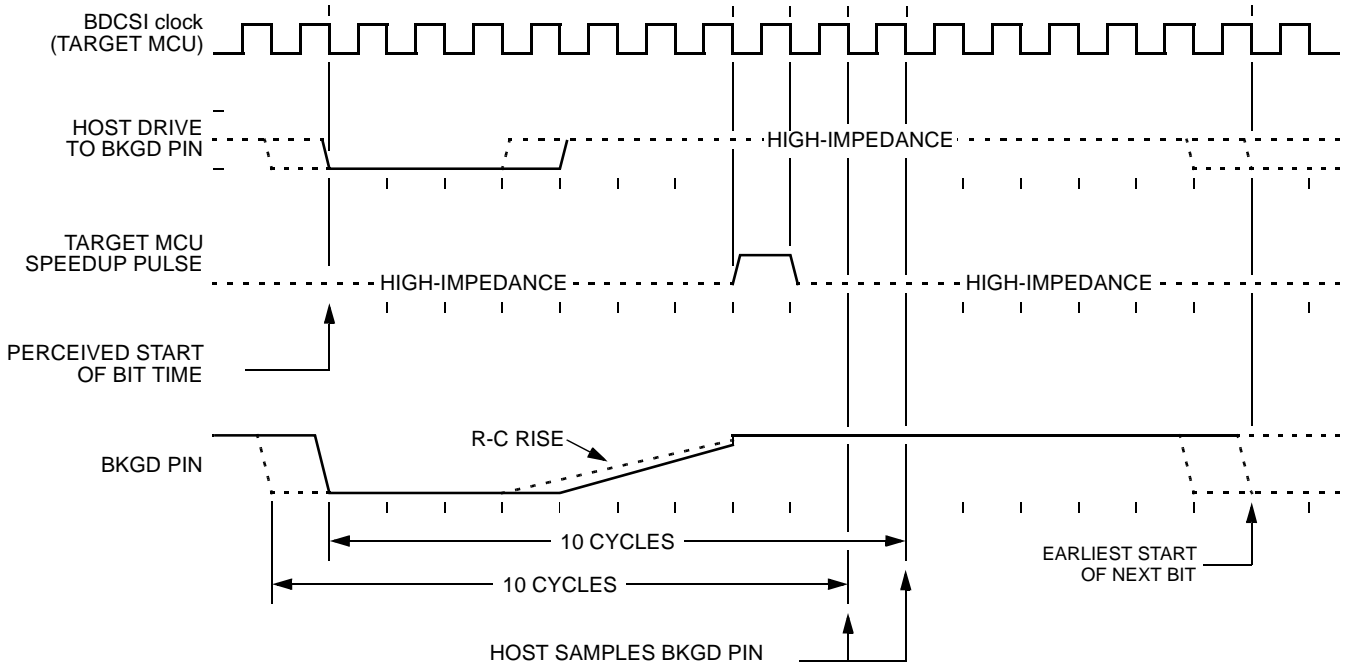 BDCSI clock
(TARGET MCU)
HOST DRIVE
TO BKGD PIN
HIGH-IMPEDANCE
TARGET MCU
SPEEDUP PULSE
HIGH-IMPEDANCE
HIGH-IMPEDANCE
PERCEIVED START
OF BIT TIME
R-C RISE
BKGD PIN
10 CYCLES
EARLIEST START
OF NEXT BIT
10 CYCLES
HOST SAMPLES BKGD PIN